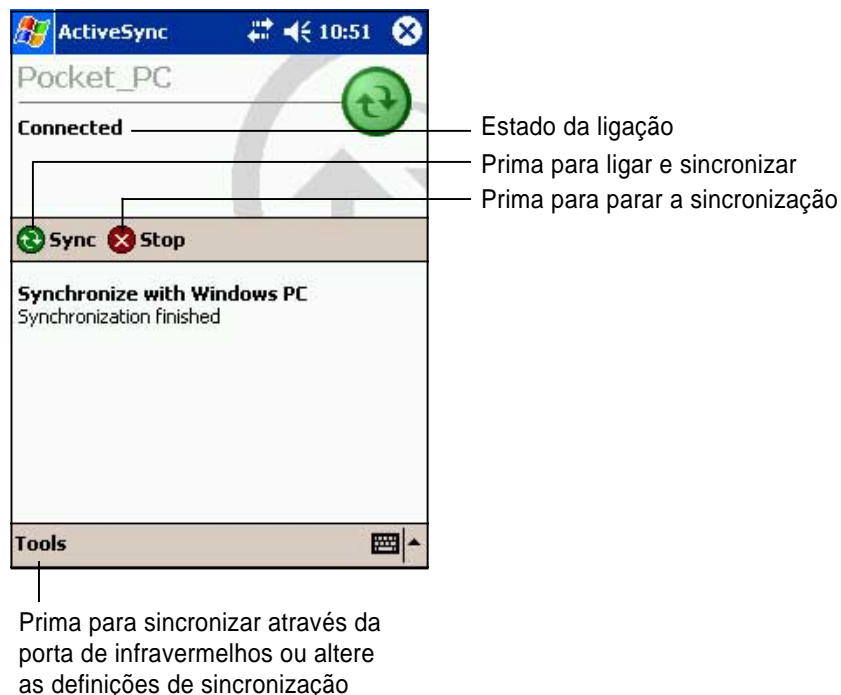 ActiveSync 10:51
Pocket_PC
Connected
Estado da ligação
Prima para ligar e sincronizar
Prima para parar a sincronização
Sync Stop
Synchronize with Windows PC
Synchronization finished
Tools
Prima para sincronizar através da
porta de infravermelhos ou altere
as definições de sincronização